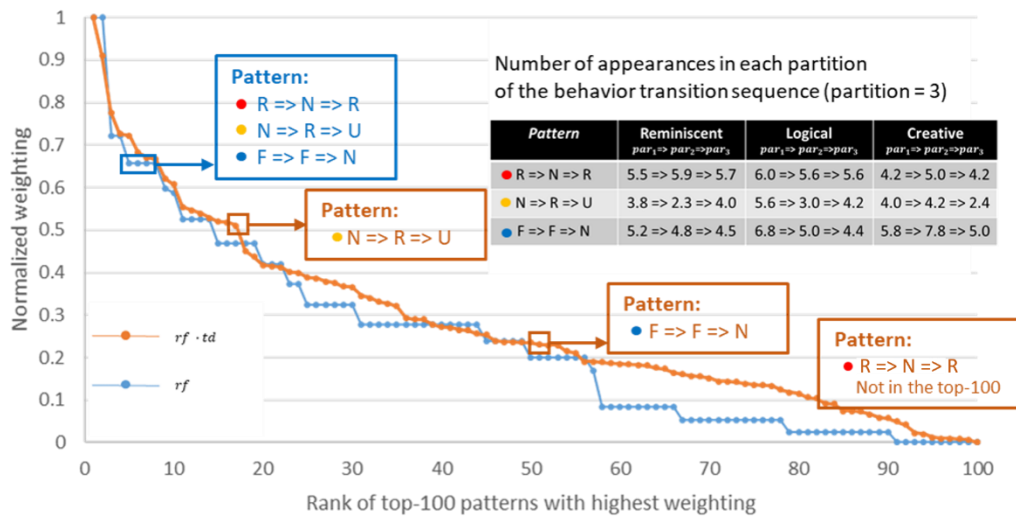 Normalized weighting
1
0.9
0.8
0.7
0.6
0.5
0.4
0.3
0.2
0.1
0
Pattern:
R => N => R
N => R => U
F => F => N
Pattern:
N => R => U
Number of appearances in each partition
of the behavior transition sequence (partition = 3)
Pattern Reminiscent Logical Creative
par₁=> par₂=>par₃ par₁=> par₂=>par₃ par₁=> par₂=>par₃
R => N => R 5.5 => 5.9 => 5.7 6.0 => 5.6 => 5.6 4.2 => 5.0 => 4.2
N => R => U 3.8 => 2.3 => 4.0 5.6 => 3.0 => 4.2 4.0 => 4.2 => 2.4
F => F => N 5.2 => 4.8 => 4.5 6.8 => 5.0 => 4.4 5.8 => 7.8 => 5.0
Pattern:
F => F => N
Pattern:
R => N => R
Not in the top-100
rf · td
rf
0 10 20 30 40 50 60 70 80 90 100
Rank of top-100 patterns with highest weighting